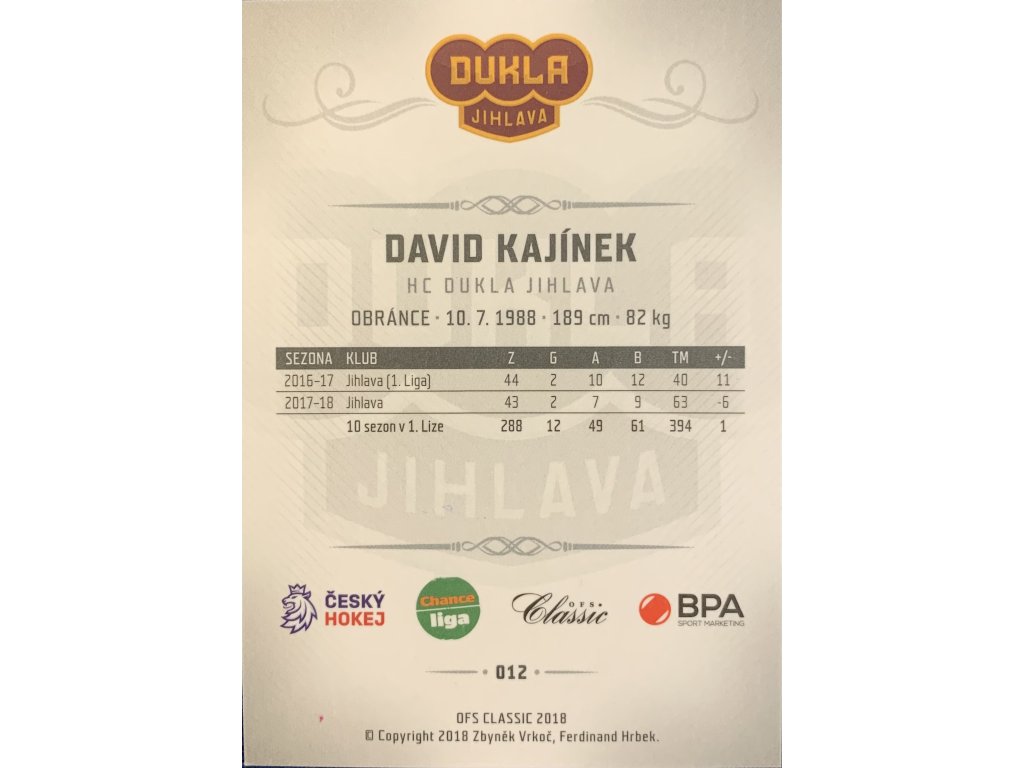 DUKLA
JIHLAVA
DAVID KAJÍNEK
HC DUKLA JIHLAVA
OBRÁNCE · 10. 7. 1988 · 189 cm · 82 kg
SEZONA KLUB Z G A B TM +/-
2016-17 Jihlava (1. Liga) 44 2 10 12 40 11
2017-18 Jihlava 43 2 7 9 63 -6
10 sezon v 1. Lize 288 12 49 61 394 1
JIHLAVA
ČESKÝ HOKEJ
Chance liga
OFS Classic
BPA
SPORT MARKETING
012
OFS CLASSIC 2018
© Copyright 2018 Zbyněk Vrkoč, Ferdinand Hrbek.